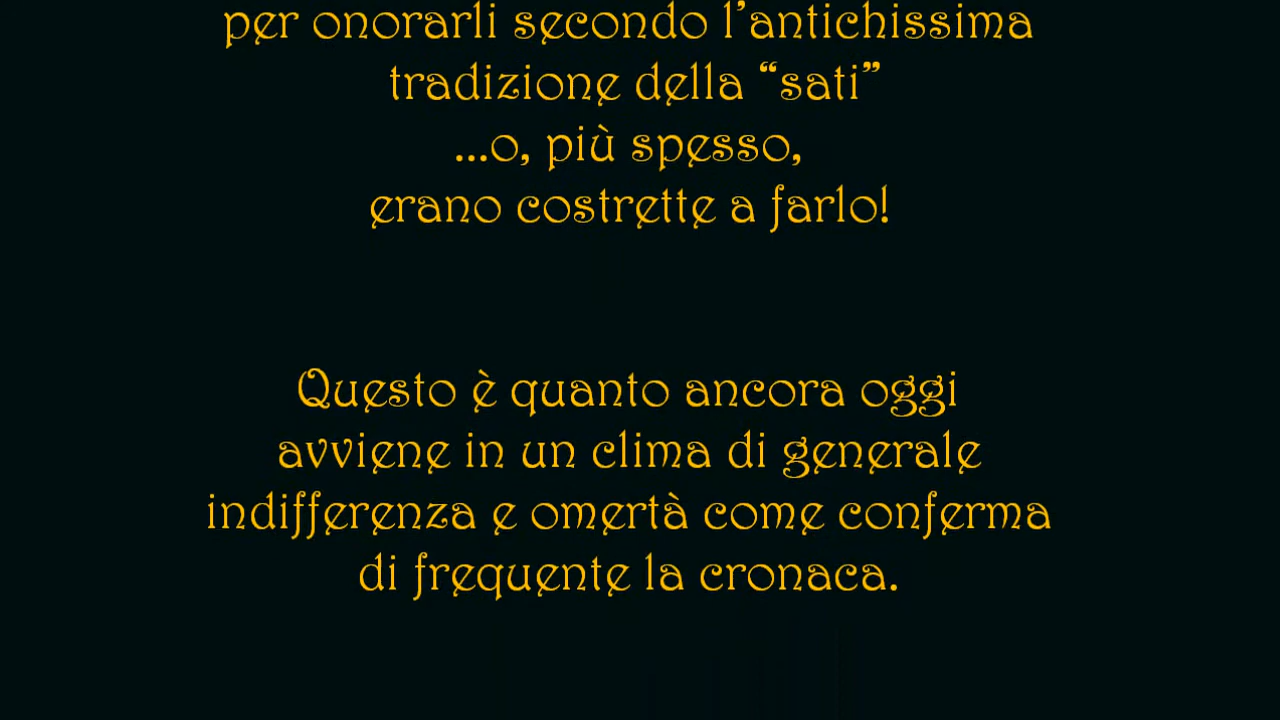 per onorarli secondo l’antichissima
tradizione della “sati”
...o, più spesso,
erano costrette a farlo!
Questo è quanto ancora oggi
avviene in un clima di generale
indifferenza e omertà come conferma
di frequente la cronaca.